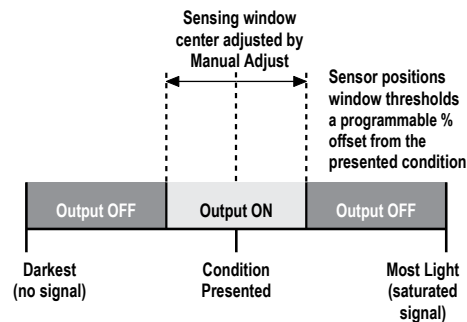 Sensing window
center adjusted by
Manual Adjust
Sensor positions
window thresholds
a programmable %
offset from the
presented condition
Output OFF
Output ON
Output OFF
Darkest
(no signal)
Condition
Presented
Most Light
(saturated
signal)